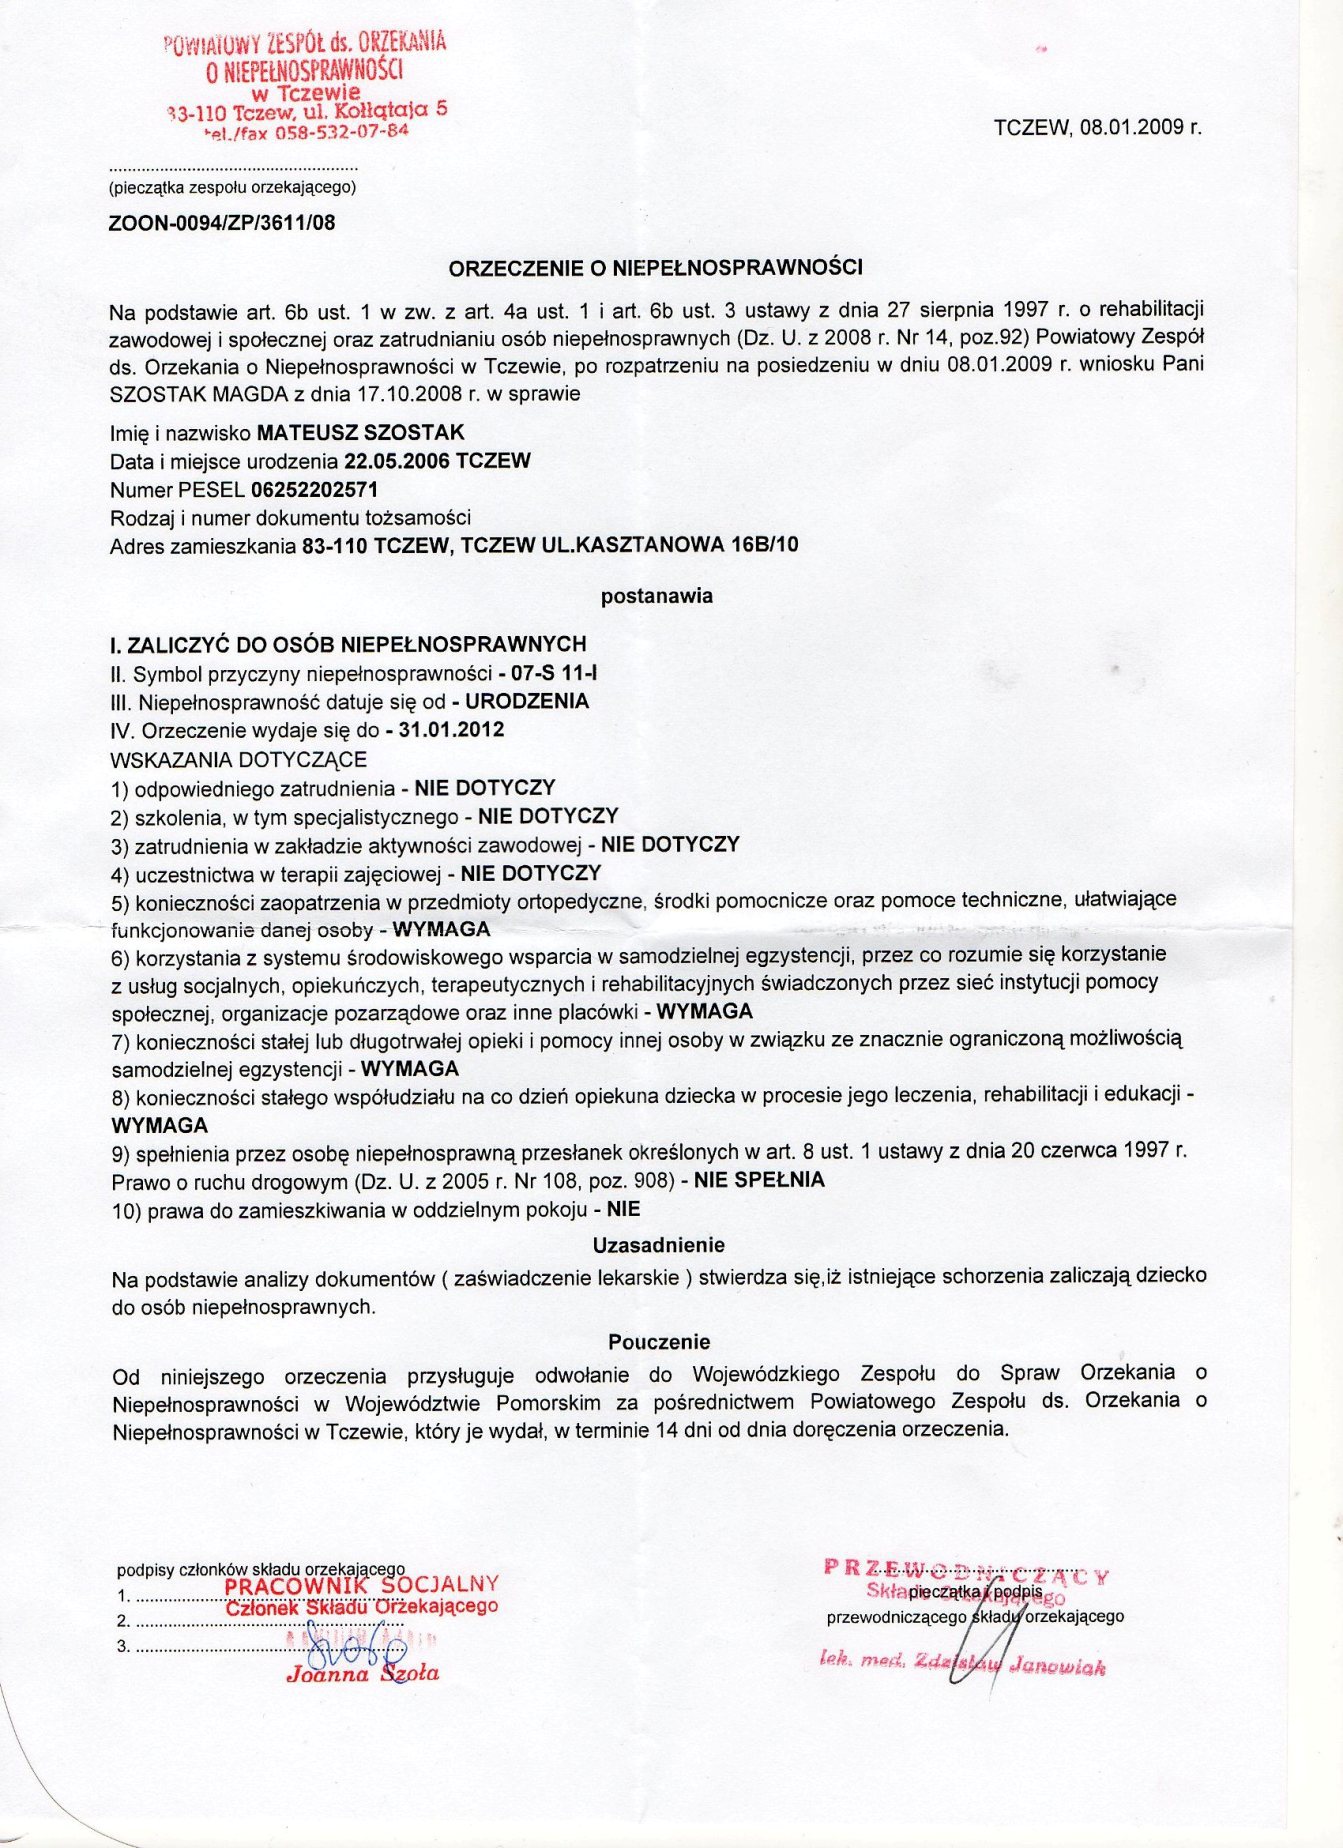 POWIATOWY ZESPÓŁ ds. ORZEKANIA
O NIEPEŁNOSPRAWNOŚCI
w Tczewie
83-110 Tczew, ul. Kołłątaja 5
tel./fax 058-532-07-84
TCZEW, 08.01.2009 r.
(pieczątka zespołu orzekającego)
ZOON-0094/ZP/3611/08
ORZECZENIE O NIEPEŁNOSPRAWNOŚCI
Na podstawie art. 6b ust. 1 w zw. z art. 4a ust. 1 i art. 6b ust. 3 ustawy z dnia 27 sierpnia 1997 r. o rehabilitacji
zawodowej i społecznej oraz zatrudnianiu osób niepełnosprawnych (Dz. U. z 2008 r. Nr 14, poz.92) Powiatowy Zespół
ds. Orzekania o Niepełnosprawności w Tczewie, po rozpatrzeniu na posiedzeniu w dniu 08.01.2009 r. wniosku Pani
SZOSTAK MAGDA z dnia 17.10.2008 r. w sprawie
Imię i nazwisko MATEUSZ SZOSTAK
Data i miejsce urodzenia 22.05.2006 TCZEW
Numer PESEL 06252202571
Rodzaj i numer dokumentu tożsamości
Adres zamieszkania 83-110 TCZEW, TCZEW UL.KASZTANOWA 16B/10
postanawia
I. ZALICZYĆ DO OSÓB NIEPEŁNOSPRAWNYCH
II. Symbol przyczyny niepełnosprawności - 07-S 11-I
III. Niepełnosprawność datuje się od - URODZENIA
IV. Orzeczenie wydaje się do - 31.01.2012
WSKAZANIA DOTYCZĄCE
1) odpowiedniego zatrudnienia - NIE DOTYCZY
2) szkolenia, w tym specjalistycznego - NIE DOTYCZY
3) zatrudnienia w zakładzie aktywności zawodowej - NIE DOTYCZY
4) uczestnictwa w terapii zajęciowej - NIE DOTYCZY
5) konieczności zaopatrzenia w przedmioty ortopedyczne, środki pomocnicze oraz pomoce techniczne, ułatwiające
funkcjonowanie danej osoby - WYMAGA
6) korzystania z systemu środowiskowego wsparcia w samodzielnej egzystencji, przez co rozumie się korzystanie
z usług socjalnych, opiekuńczych, terapeutycznych i rehabilitacyjnych świadczonych przez sieć instytucji pomocy
społecznej, organizacje pozarządowe oraz inne placówki - WYMAGA
7) konieczności stałej lub długotrwałej opieki i pomocy innej osoby w związku ze znacznie ograniczoną możliwością
samodzielnej egzystencji - WYMAGA
8) konieczności stałego współudziału na co dzień opiekuna dziecka w procesie jego leczenia, rehabilitacji i edukacji -
WYMAGA
9) spełnienia przez osobę niepełnosprawną przesłanek określonych w art. 8 ust. 1 ustawy z dnia 20 czerwca 1997 r.
Prawo o ruchu drogowym (Dz. U. z 2005 r. Nr 108, poz. 908) - NIE SPEŁNIA
10) prawa do zamieszkiwania w oddzielnym pokoju - NIE
Uzasadnienie
Na podstawie analizy dokumentów ( zaświadczenie lekarskie ) stwierdza się,iż istniejące schorzenia zaliczają dziecko
do osób niepełnosprawnych.
Pouczenie
Od niniejszego orzeczenia przysługuje odwołanie do Wojewódzkiego Zespołu do Spraw Orzekania o
Niepełnosprawności w Województwie Pomorskim za pośrednictwem Powiatowego Zespołu ds. Orzekania o
Niepełnosprawności w Tczewie, który je wydał, w terminie 14 dni od dnia doręczenia orzeczenia.
podpisy członków składu orzekającego
1.
PRACOWNIK SOCJALNY
2.
Członek Składu Orzekającego
3.
Joanna Szoła
PRZEWODNICZĄCY
Składu Orzekającego
pieczątka i podpis
przewodniczącego składu orzekającego
lek. med. Zdzisław Janowiak